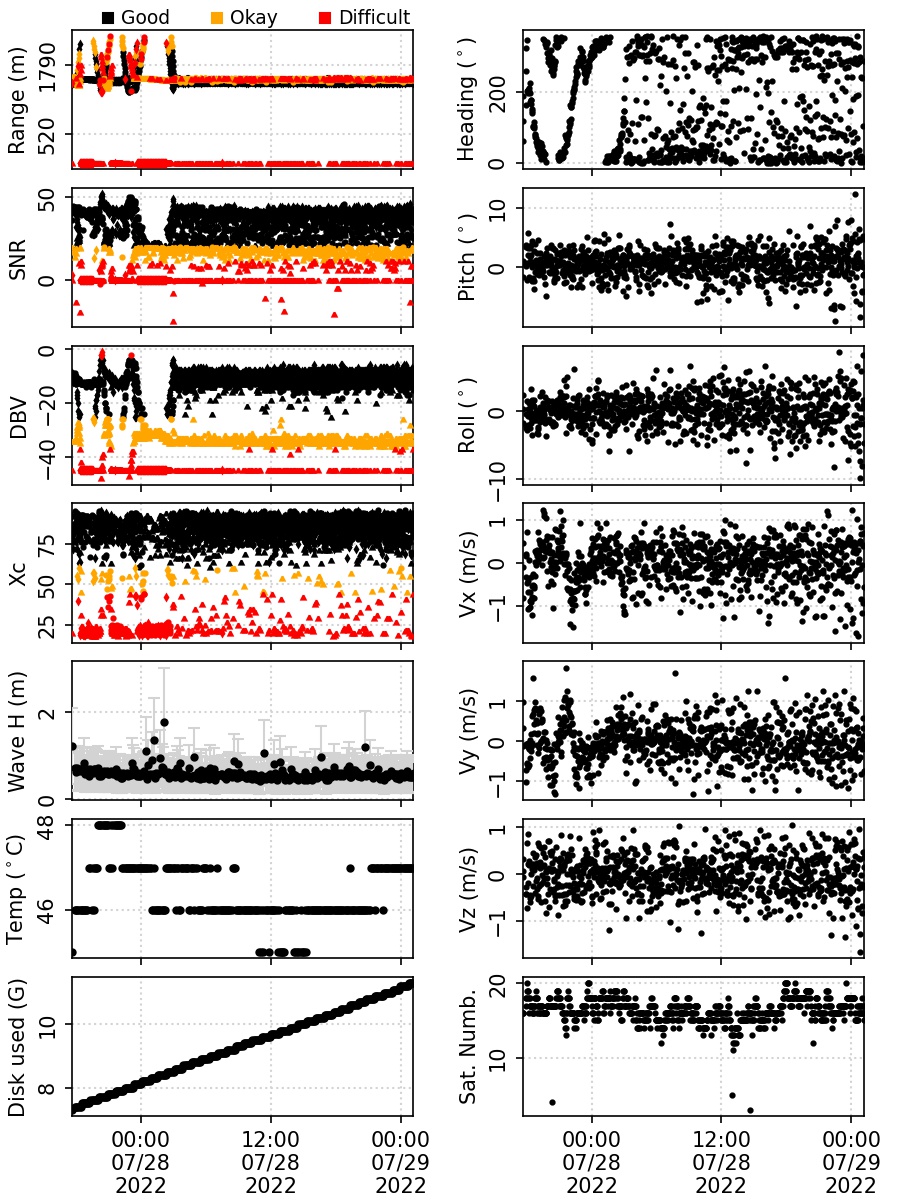 Good Okay Difficult
Range (m)
1790
520
Heading (°)
200
0
SNR
50
0
Pitch (°)
10
0
DBV
0
−20
−40
Roll (°)
0
−10
Xc
75
50
25
Vx (m/s)
1
0
−1
Wave H (m)
2
0
Vy (m/s)
1
0
−1
Temp (°C)
48
46
Vz (m/s)
1
0
−1
Disk used (G)
10
8
Sat. Numb.
20
10
00:00 12:00 00:00
07/28 07/28 07/29
2022 2022 2022
00:00 12:00 00:00
07/28 07/28 07/29
2022 2022 2022